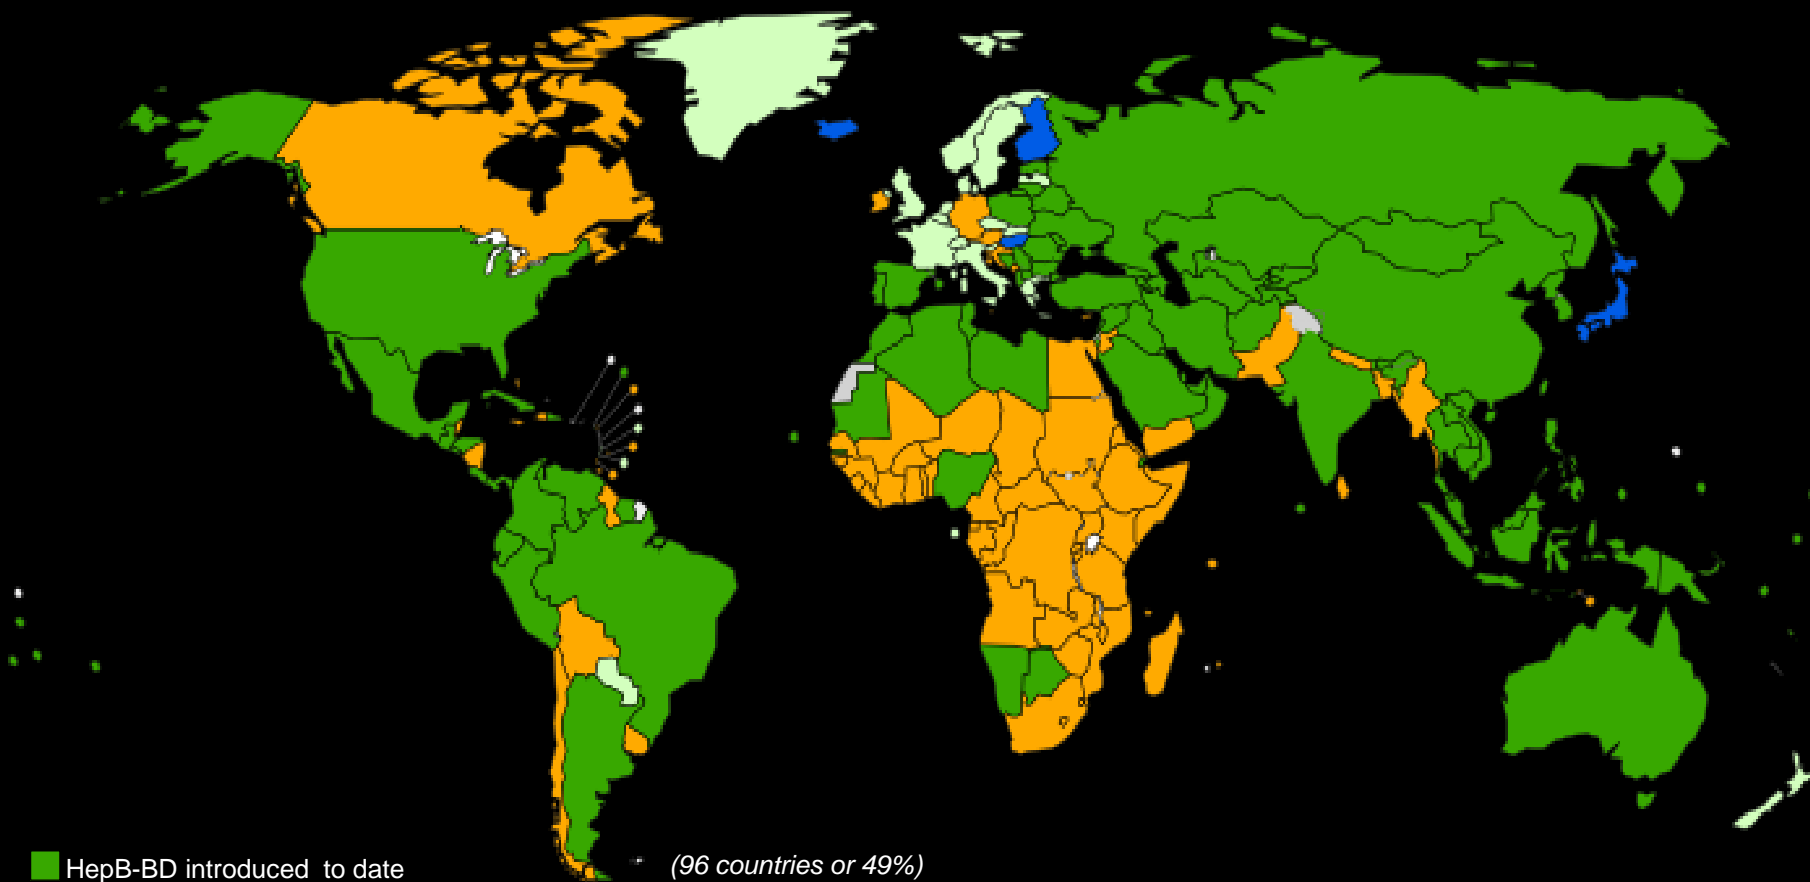 HepB-BD introduced  to date (96 countries or 49%)